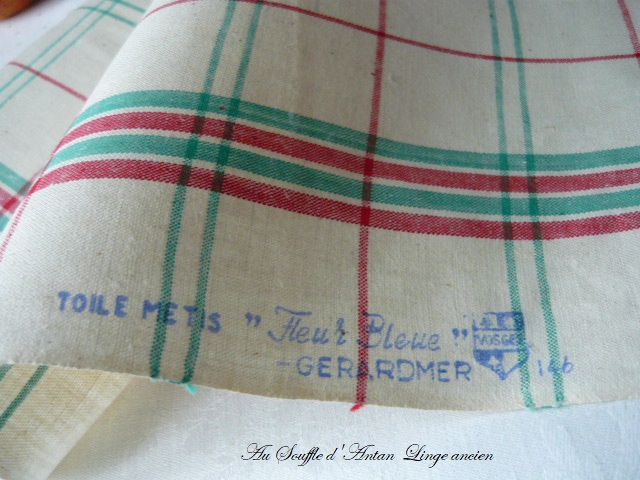 TOILE METIS " Fleur Bleue "
- GERARDMER
VOSGES
146
Au Souffle d'Antan Linge ancien